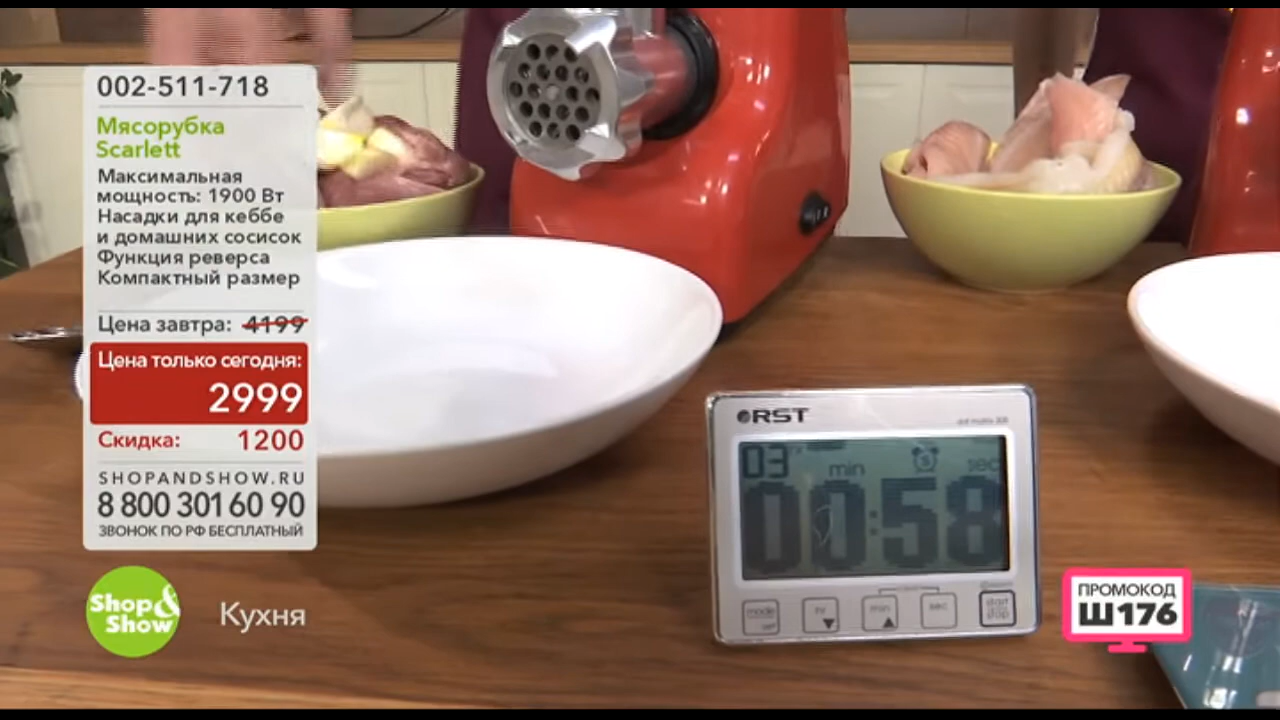 002-511-718
Мясорубка
Scarlett
Максимальная
мощность: 1900 Вт
Насадки для кеббе
и домашних сосисок
Функция реверса
Компактный размер
Цена завтра: 4199
Цена только сегодня:
2999
Скидка: 1200
SHOPANDSHOW.RU
8 800 301 60 90
ЗВОНОК ПО РФ БЕСПЛАТНЫЙ
Shop&
Show
Кухня
RST
03
min sec
00:58
mode
min
sec
start
stop
ПРОМОКОД
Ш176